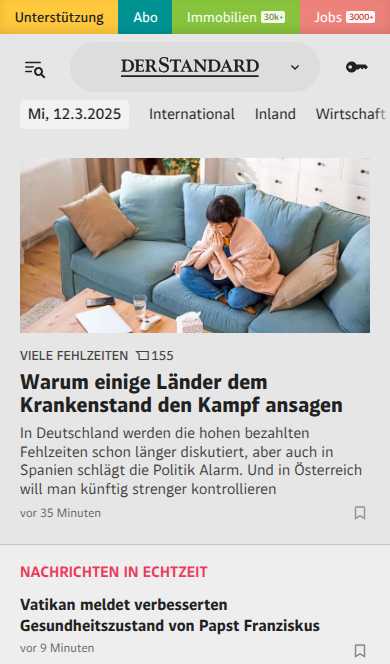 Unterstützung Abo Immobilien 30k+ Jobs 3000+
DERSTANDARD
Mi, 12.3.2025 International Inland Wirtschaft
VIELE FEHLZEITEN 155
Warum einige Länder dem
Krankenstand den Kampf ansagen
In Deutschland werden die hohen bezahlten
Fehlzeiten schon länger diskutiert, aber auch in
Spanien schlägt die Politik Alarm. Und in Österreich
will man künftig strenger kontrollieren
vor 35 Minuten
NACHRICHTEN IN ECHTZEIT
Vatikan meldet verbesserten
Gesundheitszustand von Papst Franziskus
vor 9 Minuten